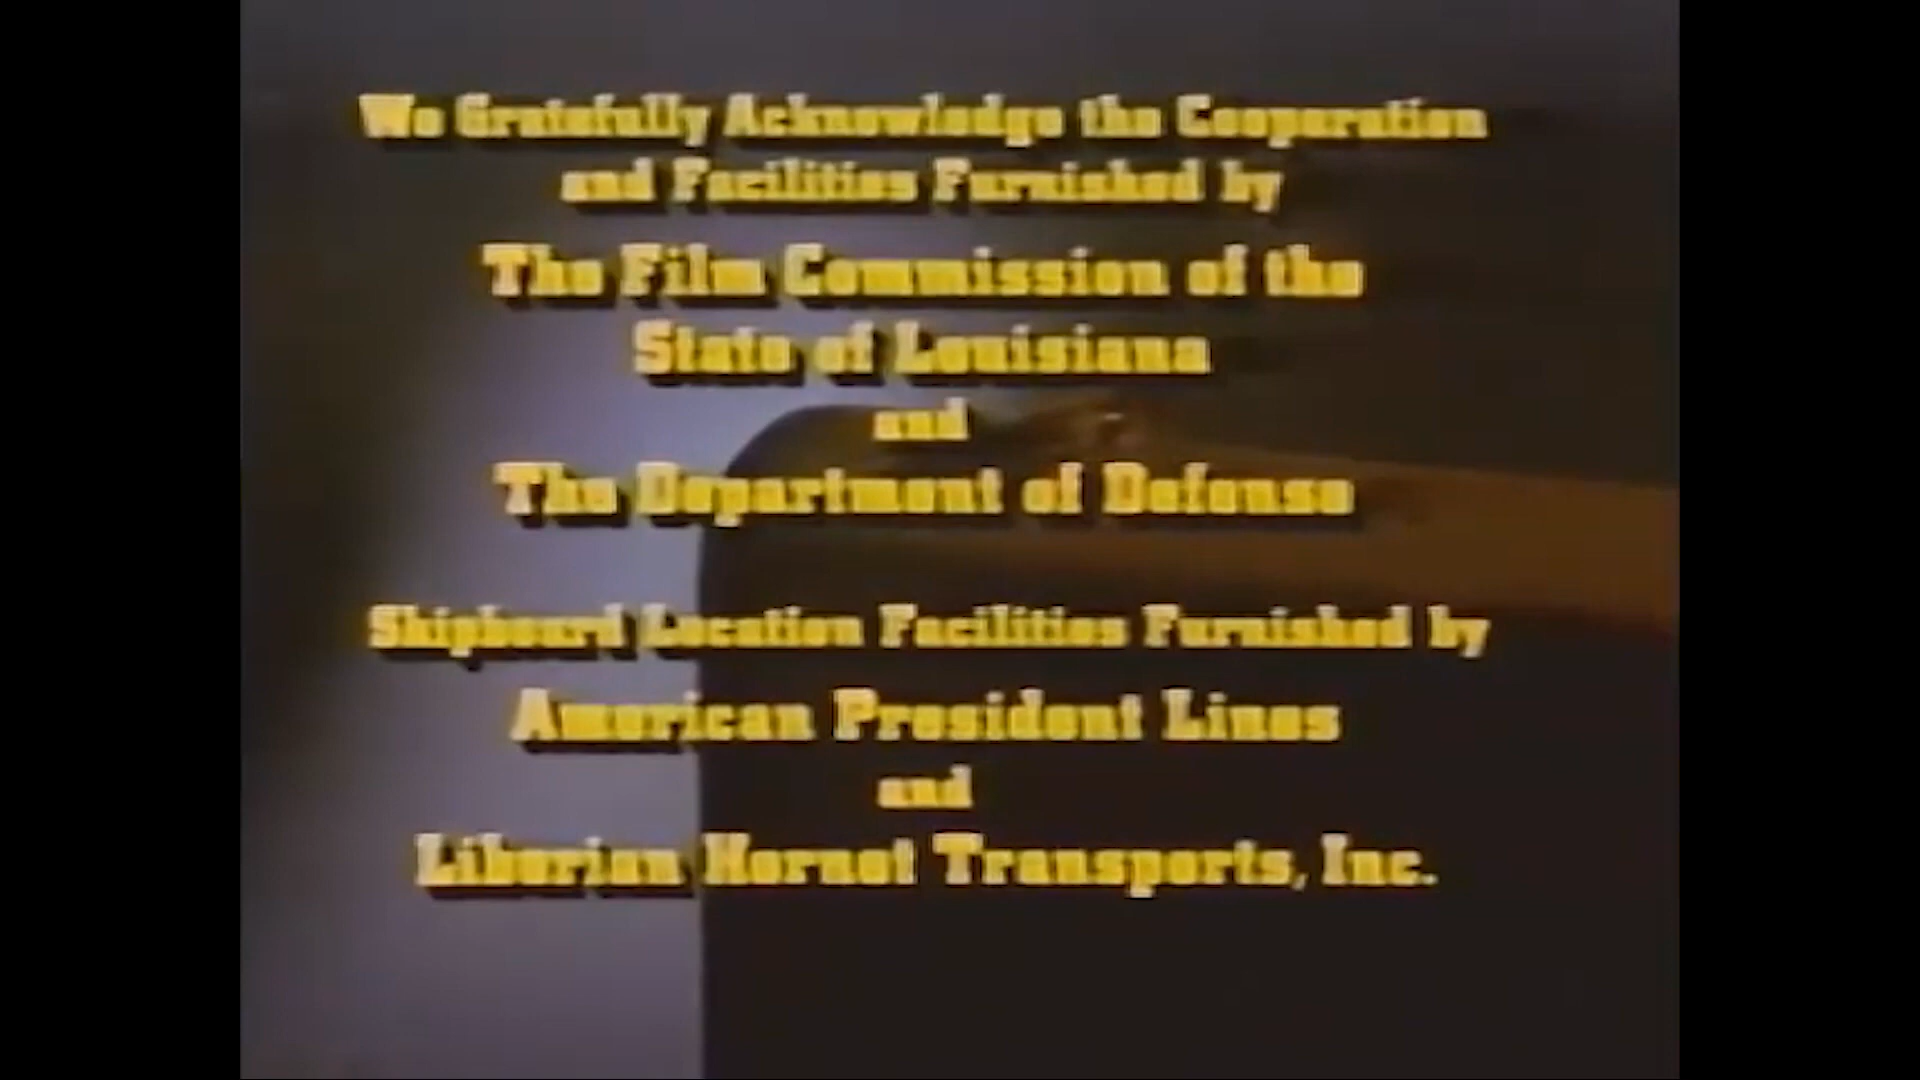 We Gratefully Acknowledge the Cooperation
and Facilities Furnished by
The Film Commission of the
State of Louisiana
and
The Department of Defense
Shipboard Location Facilities Furnished by
American President Lines
and
Liberian Hornet Transports, Inc.